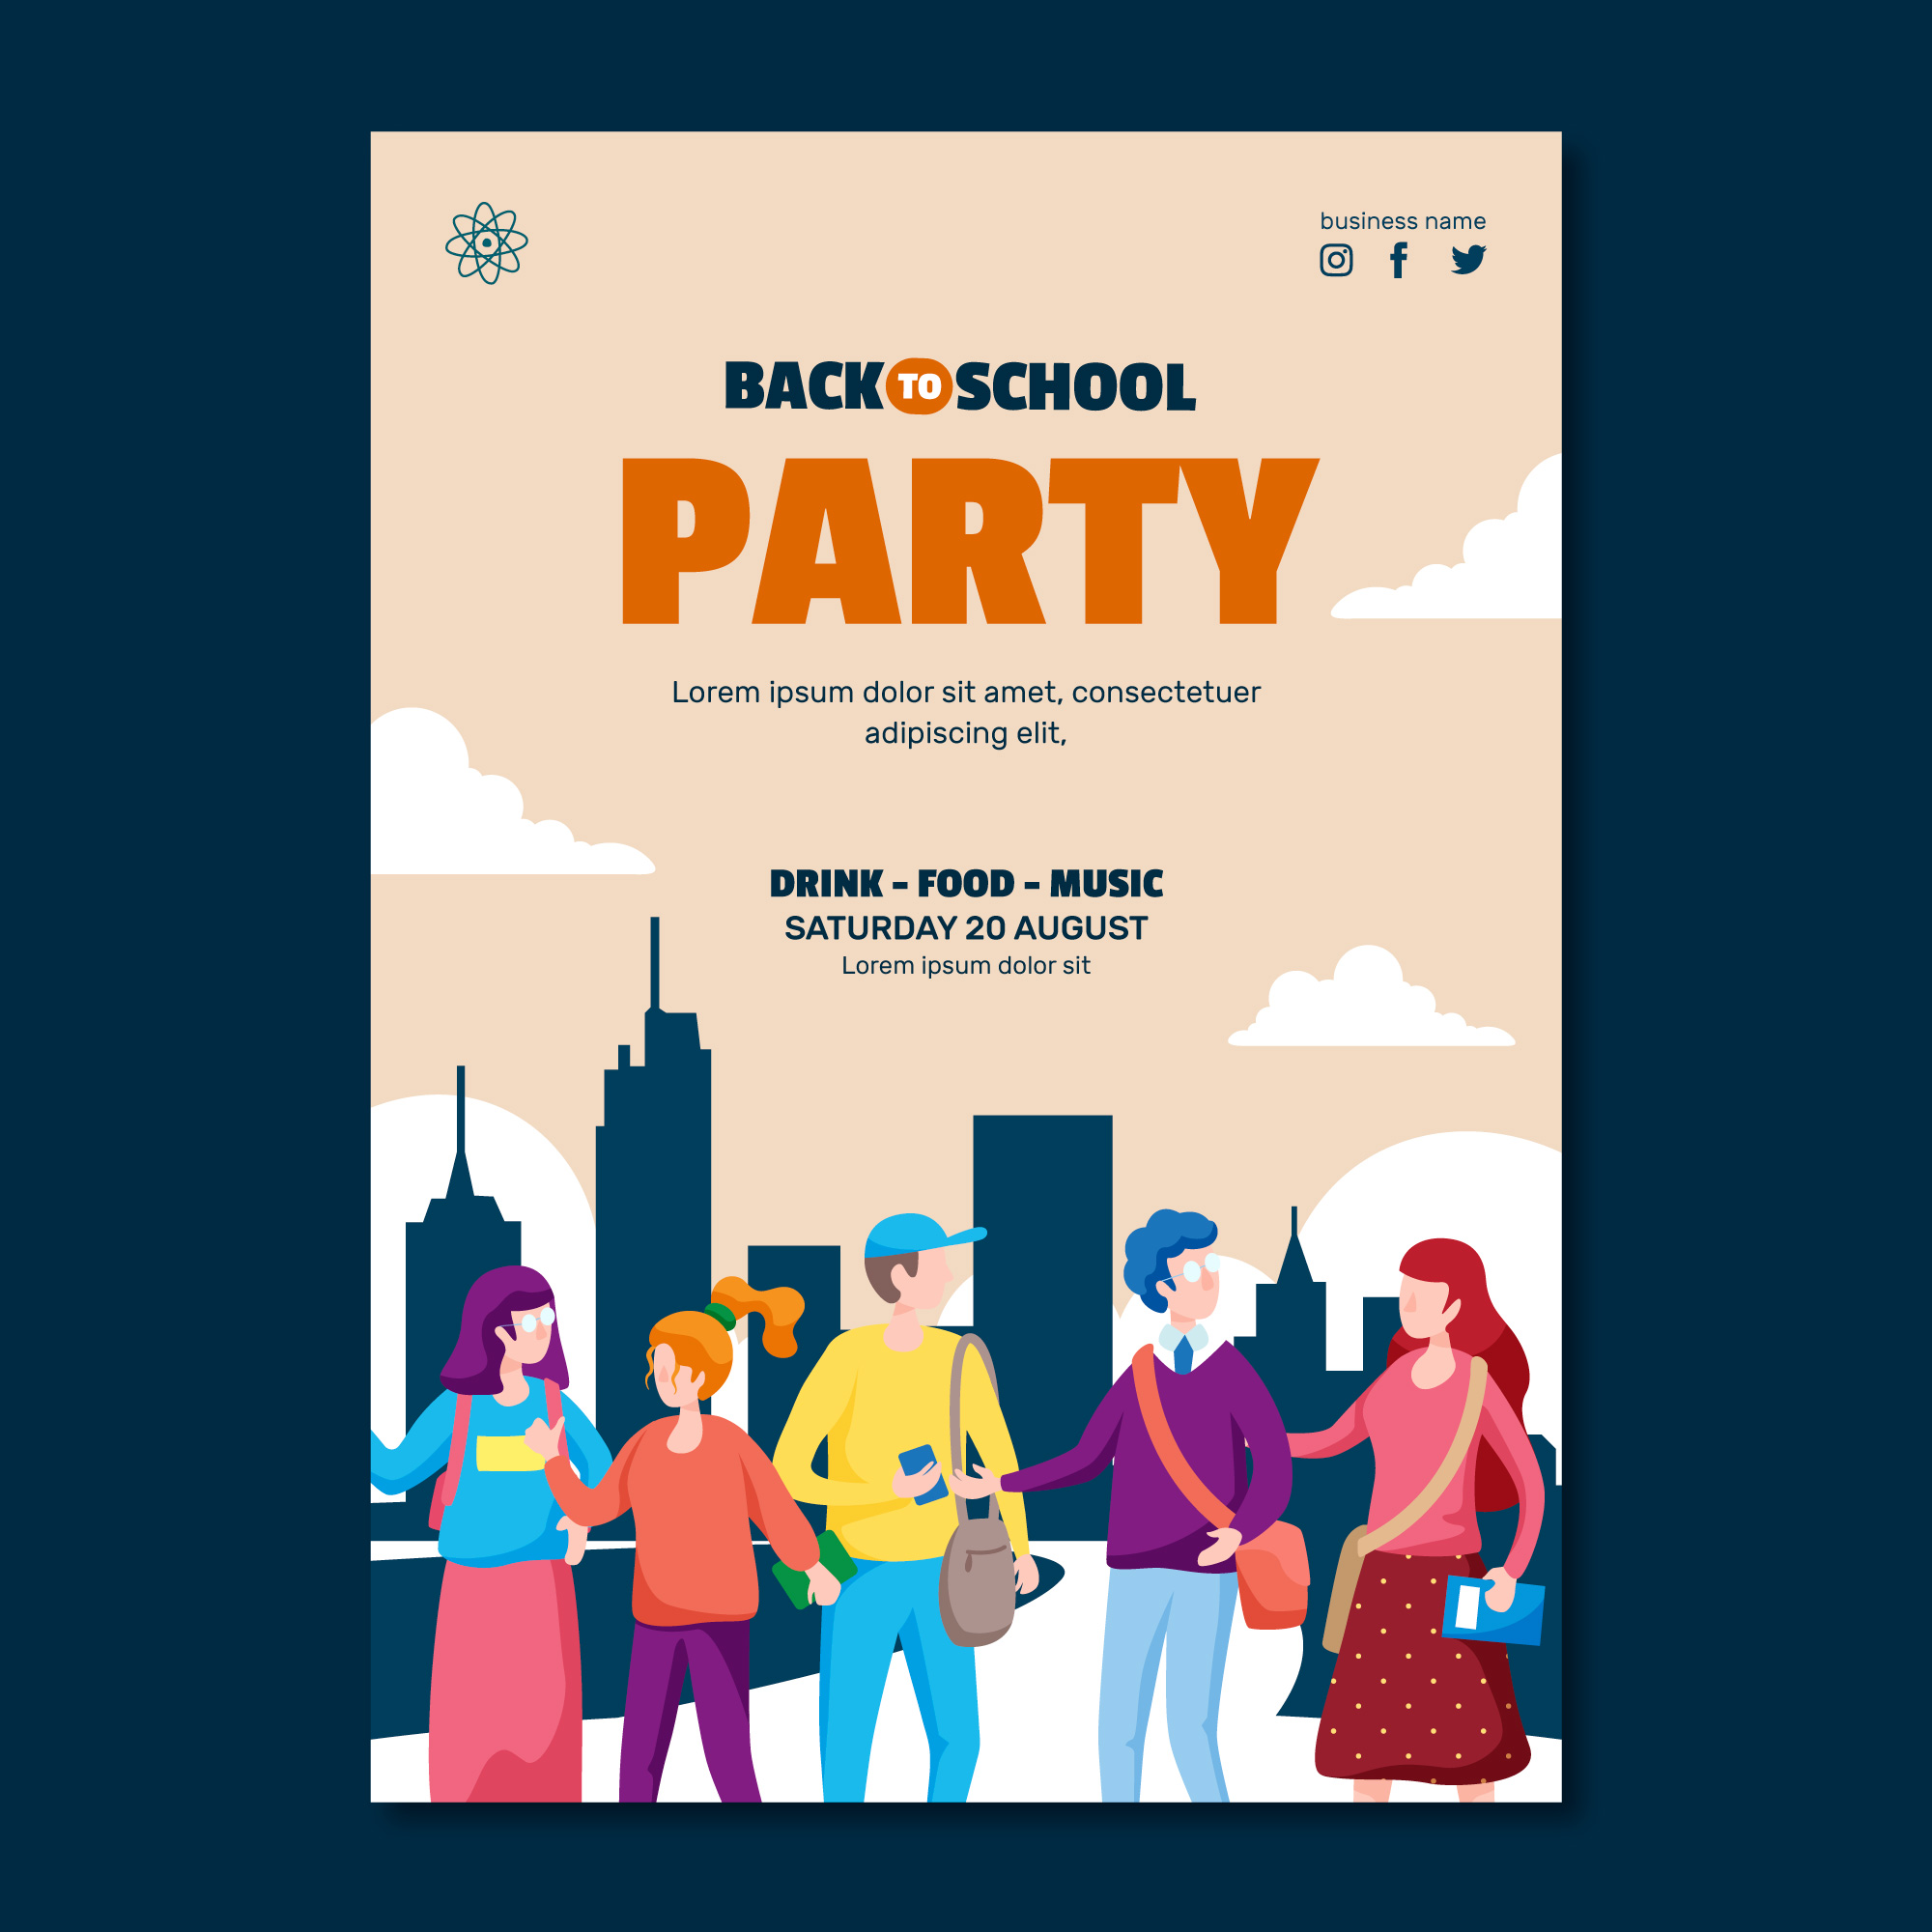 business name
BACK TO SCHOOL
PARTY
Lorem ipsum dolor sit amet, consectetuer
adipiscing elit,
DRINK - FOOD - MUSIC
SATURDAY 20 AUGUST
Lorem ipsum dolor sit